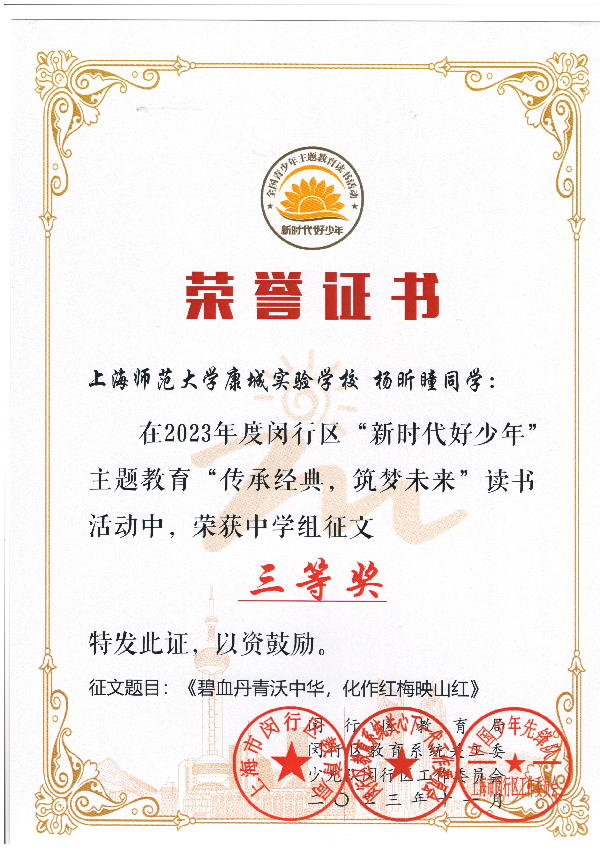 全国青少年主题教育读书活动
新时代好少年
荣誉证书
上海师范大学康城实验学校 杨昕瞳同学：
在2023年度闵行区“新时代好少年”
主题教育“传承经典，筑梦未来”读书
活动中，荣获中学组征文
三等奖
特发此证，以资鼓励。
征文题目：《碧血丹青沃中华，化作红梅映山红》
闵行区教育局
闵行区教育系统关工委
少先队闵行区工作委员会
二〇二三年十一月
上海市闵行区教育局
中国少年先锋队
上海市闵行区工作委员会